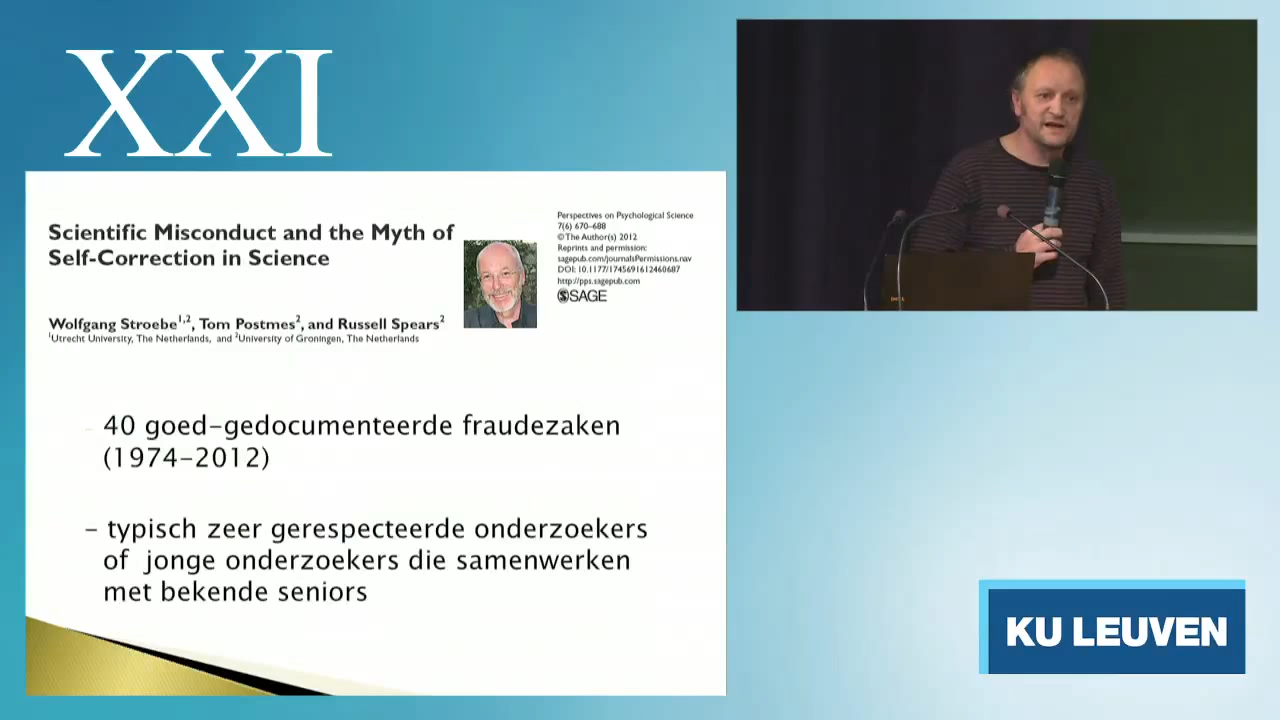 XXI
Scientific Misconduct and the Myth of
Self-Correction in Science
Perspectives on Psychological Science
7(6) 670–688
© The Author(s) 2012
Reprints and permission:
sagepub.com/journalsPermissions.nav
DOI: 10.1177/1745691612460687
http://pps.sagepub.com
SAGE
Wolfgang Stroebe1,2, Tom Postmes2, and Russell Spears2
1Utrecht University, The Netherlands, and 2University of Groningen, The Netherlands
– 40 goed-gedocumenteerde fraudezaken
(1974-2012)
– typisch zeer gerespecteerde onderzoekers
of jonge onderzoekers die samenwerken
met bekende seniors
KU LEUVEN